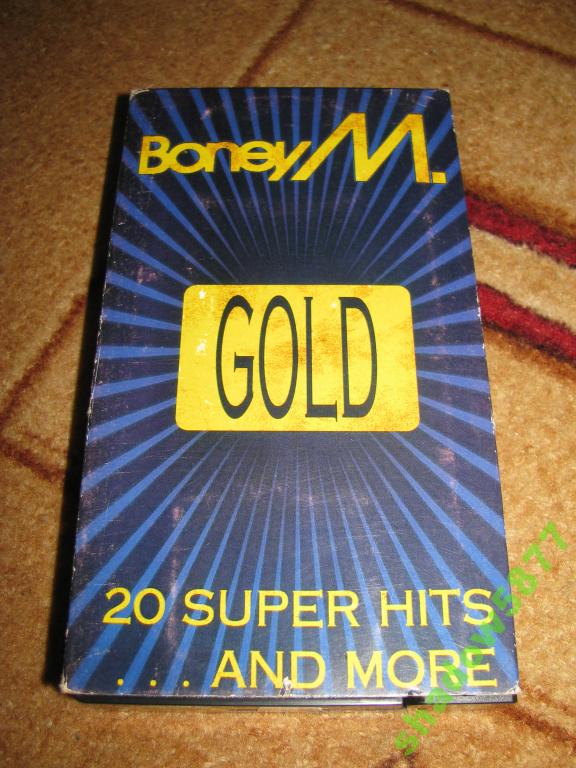 Boney M.
GOLD
20 SUPER HITS
... AND MORE
shadow5877